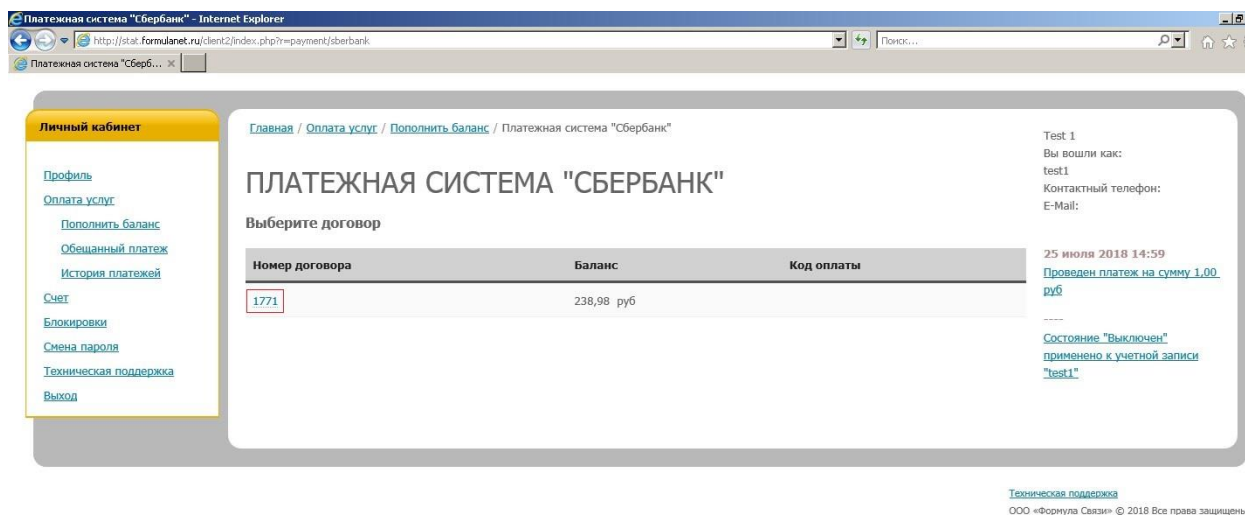 Платежная система "Сбербанк" - Internet Explorer
http://stat.formulanet.ru/client2/index.php?r=payment/sberbank
Поиск...
Платежная система "Сберб...
Личный кабинет
Профиль
Оплата услуг
Пополнить баланс
Обещанный платеж
История платежей
Счет
Блокировки
Смена пароля
Техническая поддержка
Выход
Главная / Оплата услуг / Пополнить баланс / Платежная система "Сбербанк"
ПЛАТЕЖНАЯ СИСТЕМА "СБЕРБАНК"
Выберите договор
Номер договора Баланс Код оплаты
1771 238,98 руб
Test 1
Вы вошли как:
test1
Контактный телефон:
E-Mail:
25 июля 2018 14:59
Проведен платеж на сумму 1,00
руб
----
Состояние "Выключен"
применено к учетной записи
"test1"
Техническая поддержка
ООО «Формула Связи» © 2018 Все права защищены